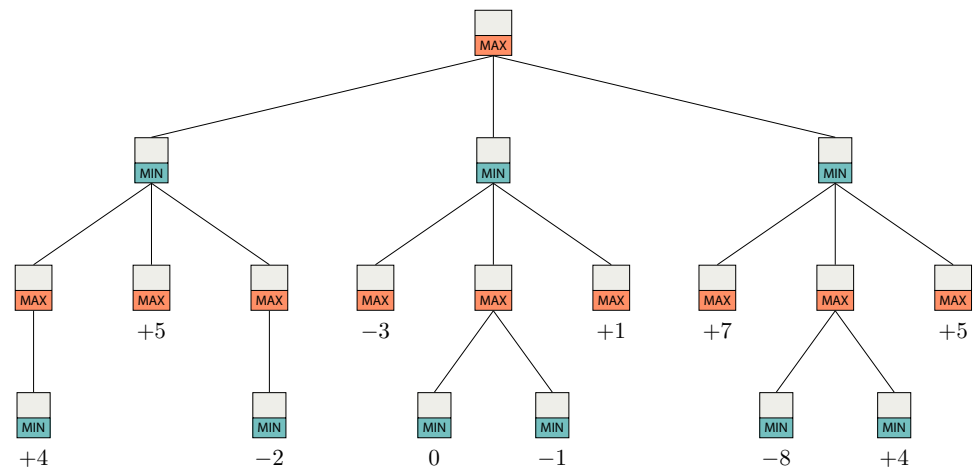 MAX
MIN MIN MIN
MAX MAX MAX MAX MAX MAX MAX MAX MAX
+5 −3 +1 +7 +5
MIN MIN MIN MIN MIN MIN
+4 −2 0 −1 −8 +4